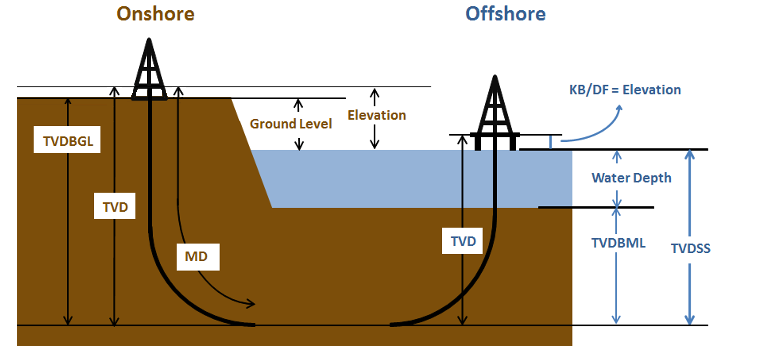 Onshore
Offshore
KB/DF = Elevation
Elevation
Ground Level
TVDBGL
Water Depth
TVD
TVD
TVDBML
TVDSS
MD